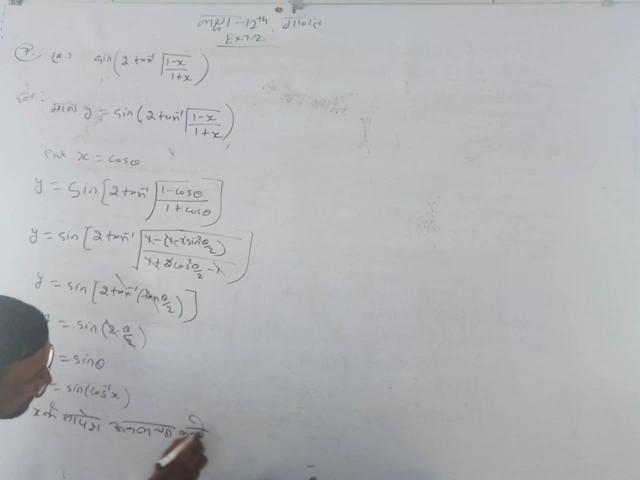 कक्षा-12th गणित
Ex 7.2
7. (a.) sin(2 tan⁻¹ √((1-x)/(1+x)))
हल: माना y = sin(2 tan⁻¹ √((1-x)/(1+x)))
Put x = cosθ
y = sin[2 tan⁻¹ √((1-cosθ)/(1+cosθ))]
y = sin[2 tan⁻¹ √((1-(1-2sin²θ/2))/(1+2cos²θ/2-1))]
y = sin[2 tan⁻¹(tan θ/2)]
= sin(2·θ/2)
= sinθ
= sin(cos⁻¹x)
x के सापेक्ष अवकलन